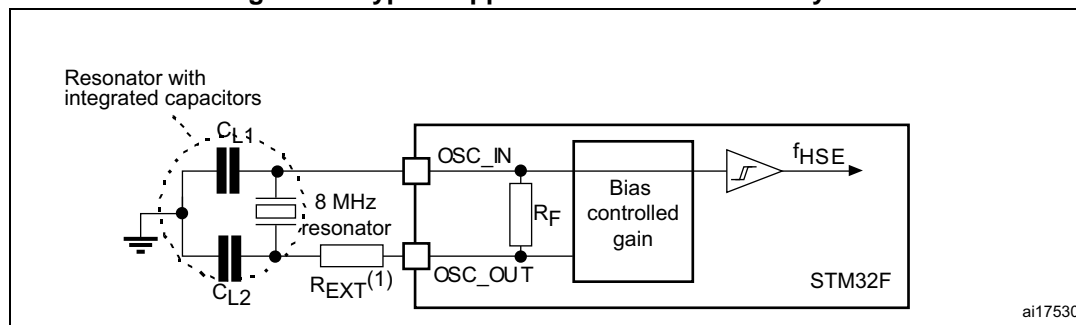 Resonator with
integrated capacitors
CL1
OSC_IN
fHSE
8 MHz
resonator
RF
Bias
controlled
gain
REXT(1)
OSC_OUT
STM32F
CL2
ai17530